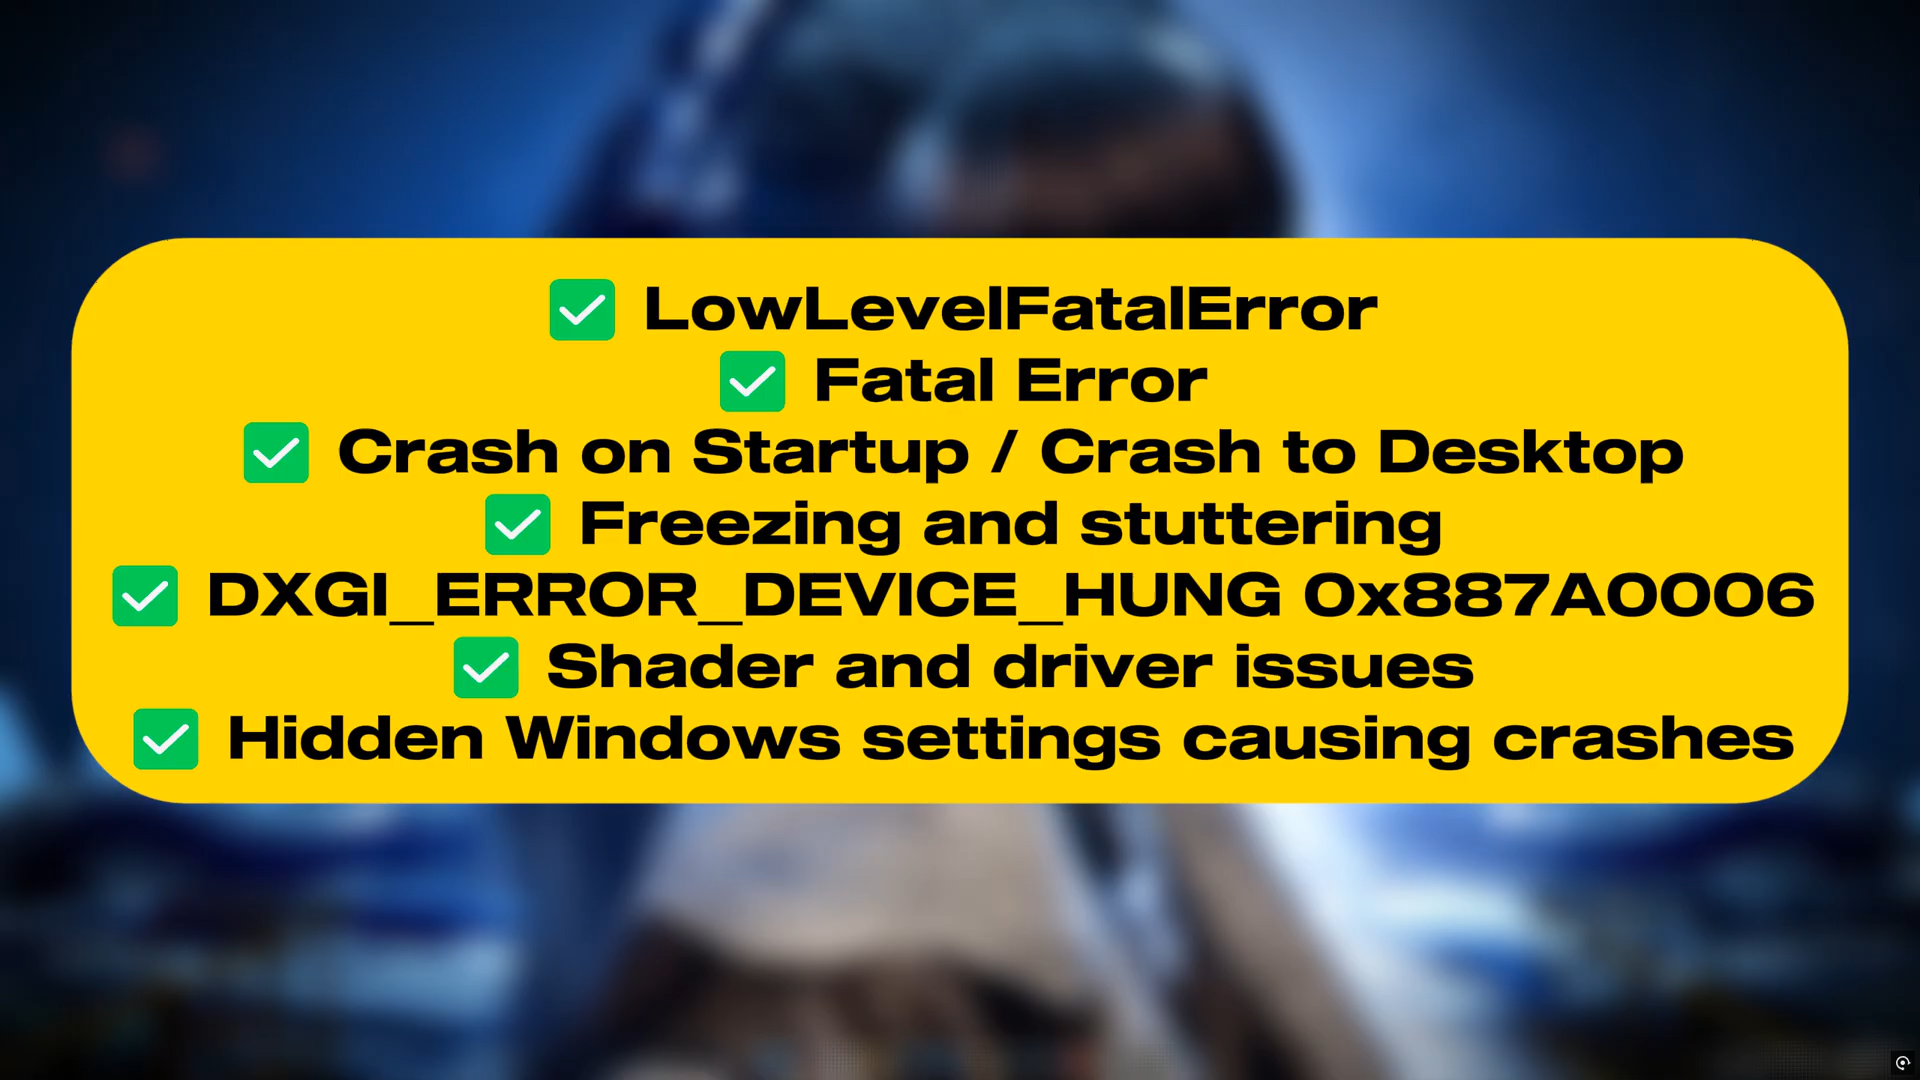 ✅ LowLevelFatalError
✅ Fatal Error
✅ Crash on Startup / Crash to Desktop
✅ Freezing and stuttering
✅ DXGI_ERROR_DEVICE_HUNG 0x887A0006
✅ Shader and driver issues
✅ Hidden Windows settings causing crashes